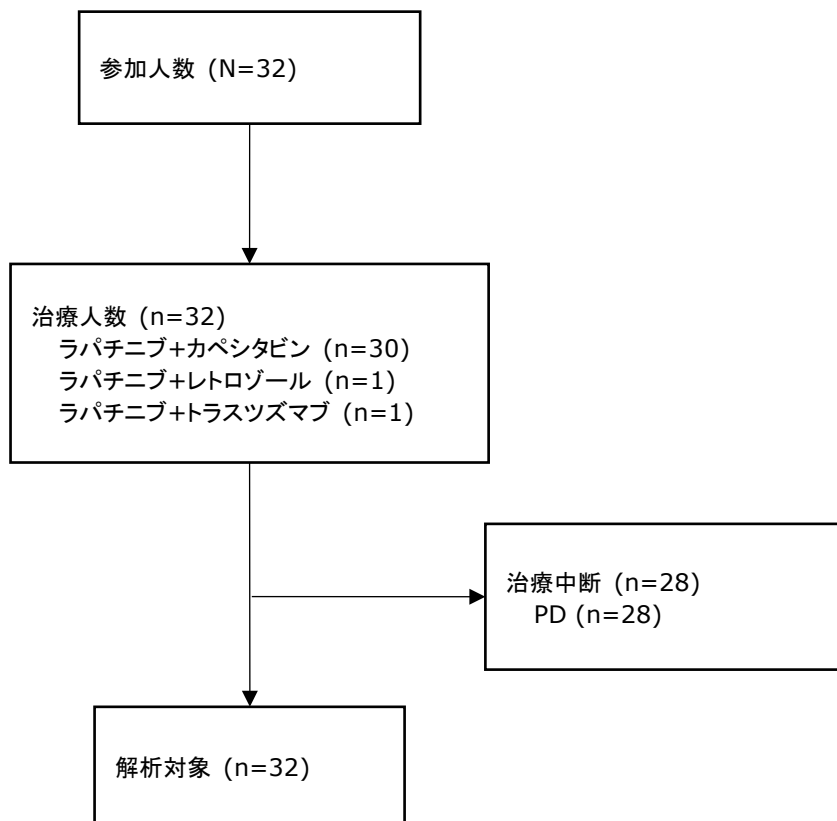 参加人数 (N=32)
治療人数 (n=32)
ラパチニブ+カペシタビン (n=30)
ラパチニブ+レトロゾール (n=1)
ラパチニブ+トラスツズマブ (n=1)
治療中断 (n=28)
PD (n=28)
解析対象 (n=32)